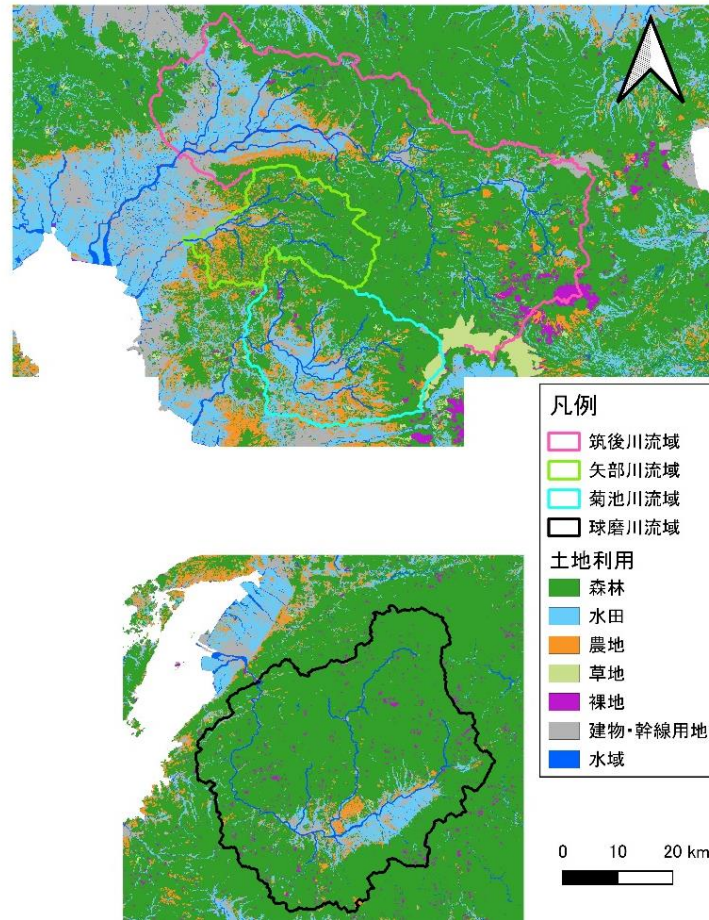 凡例
筑後川流域
矢部川流域
菊池川流域
球磨川流域
土地利用
森林
水田
農地
草地
裸地
建物・幹線用地
水域
0 10 20 km